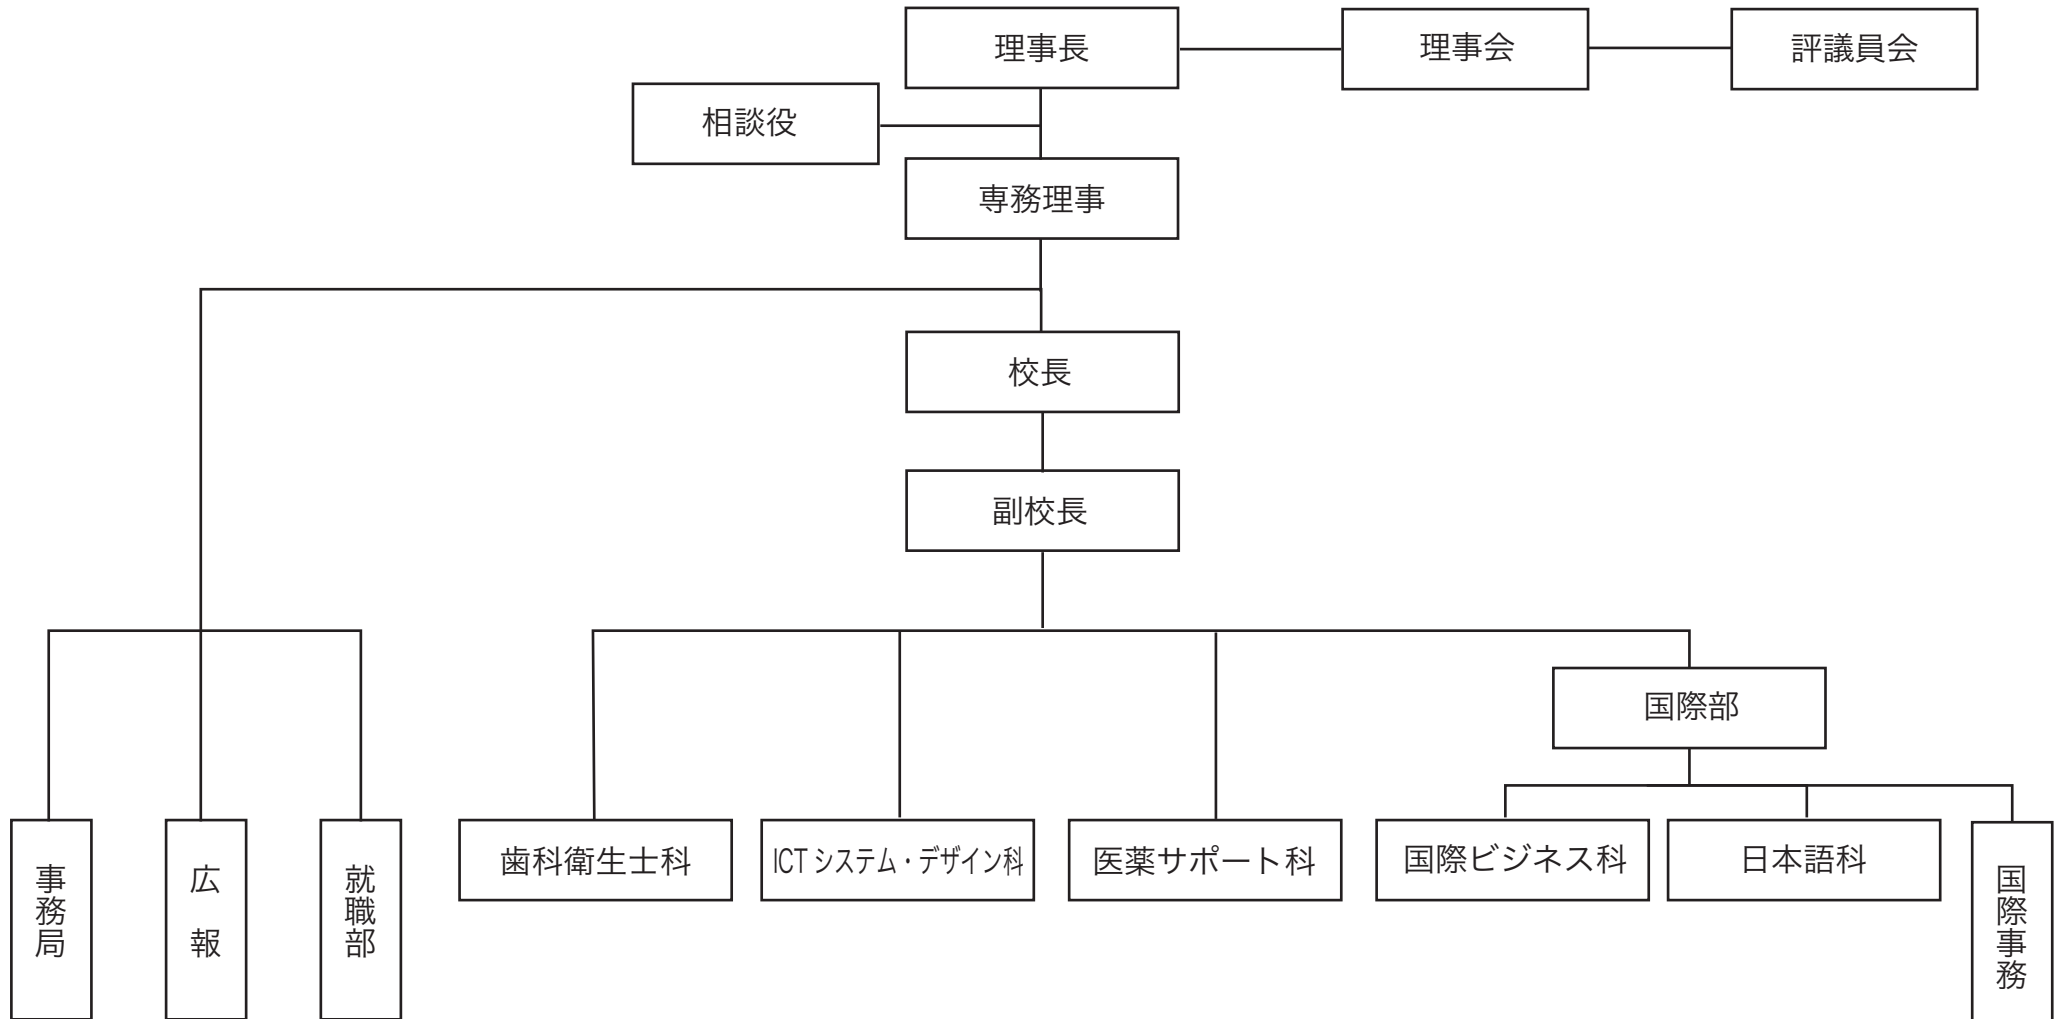 理事長
理事会
評議員会
相談役
専務理事
校長
副校長
国際部
事務局
広報
就職部
歯科衛生士科
ICTシステム・デザイン科
医薬サポート科
国際ビジネス科
日本語科
国際事務